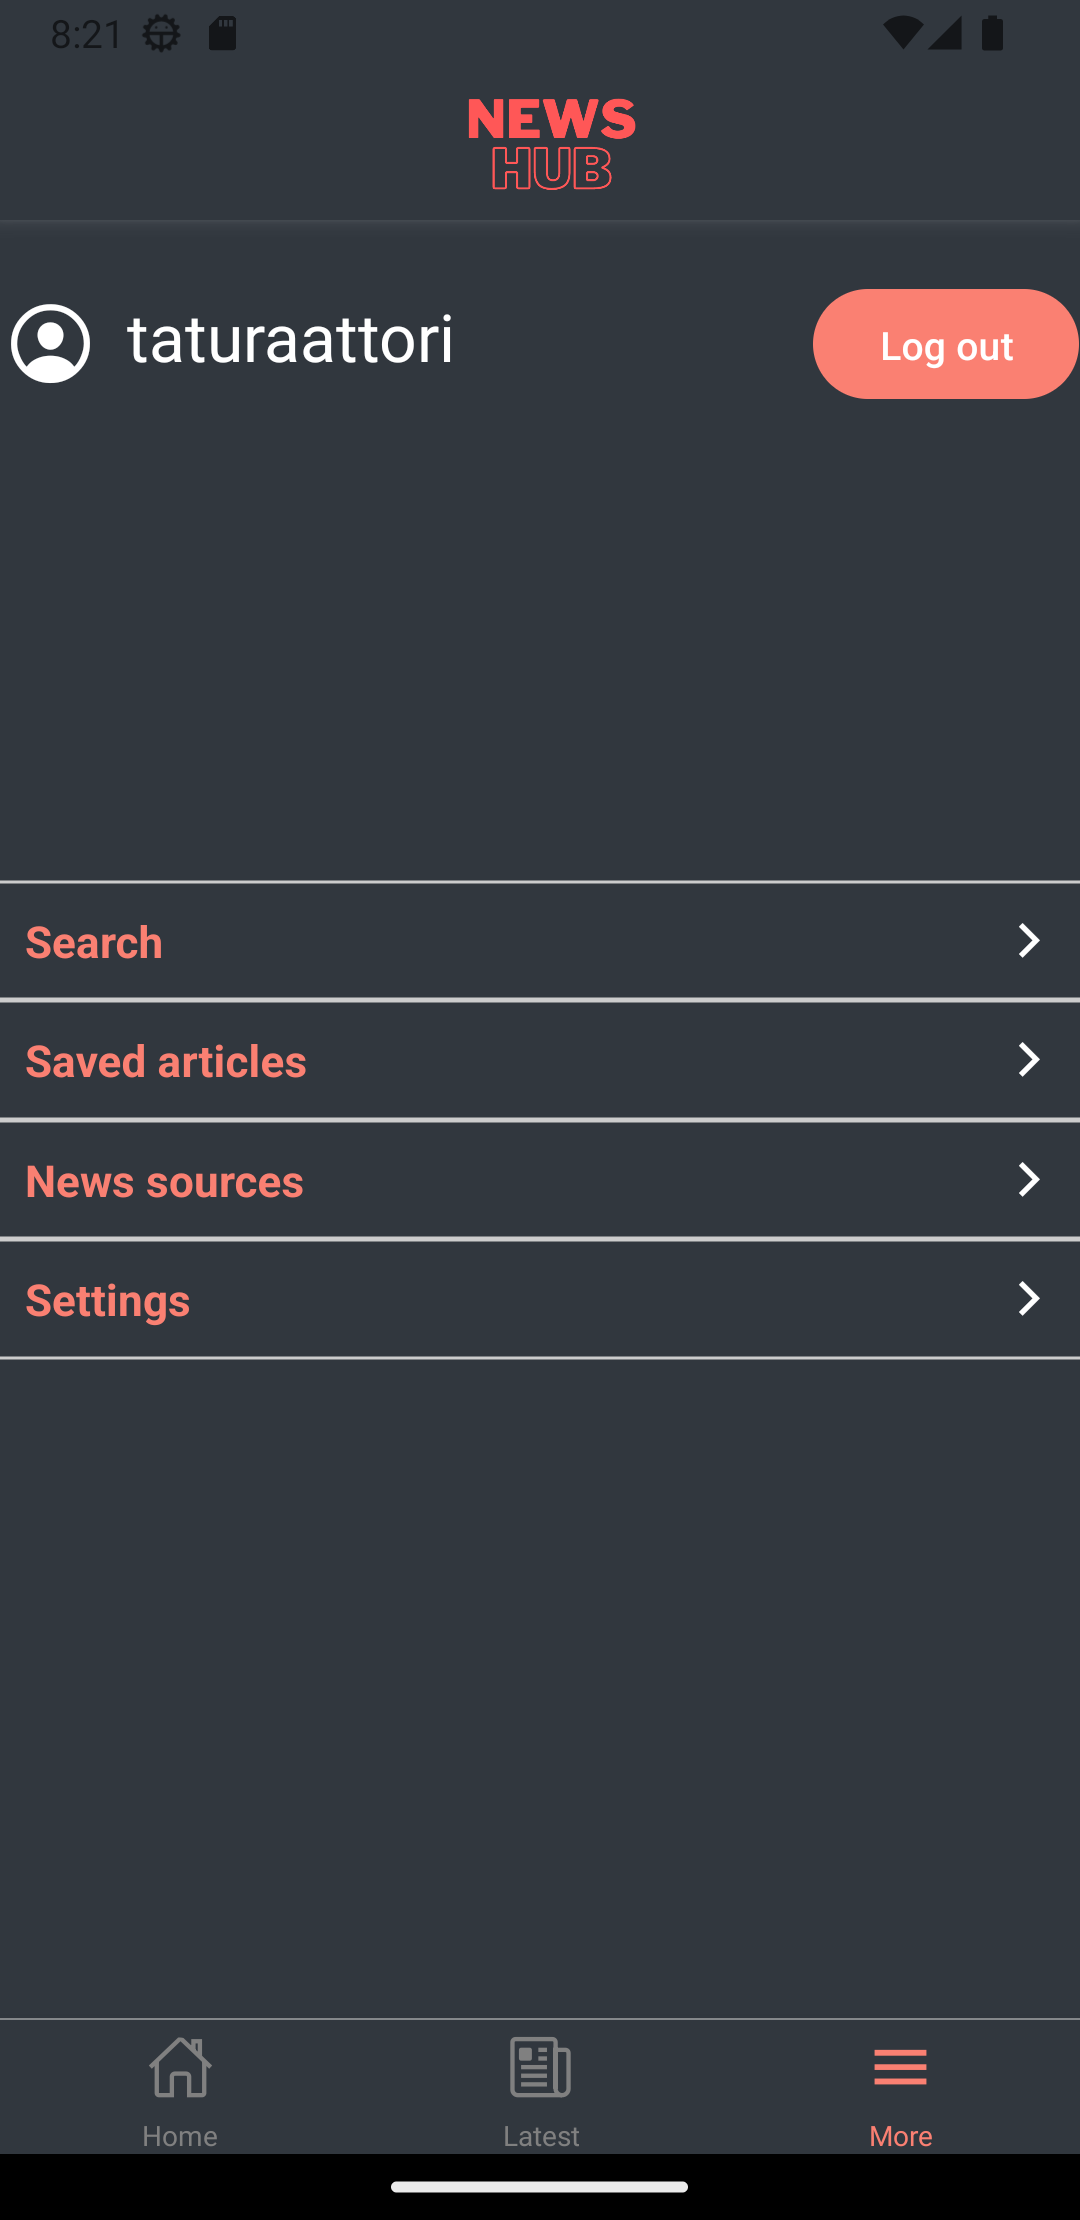 8:21
NEWS
HUB
taturaattori
Log out
Search
Saved articles
News sources
Settings
Home
Latest
More